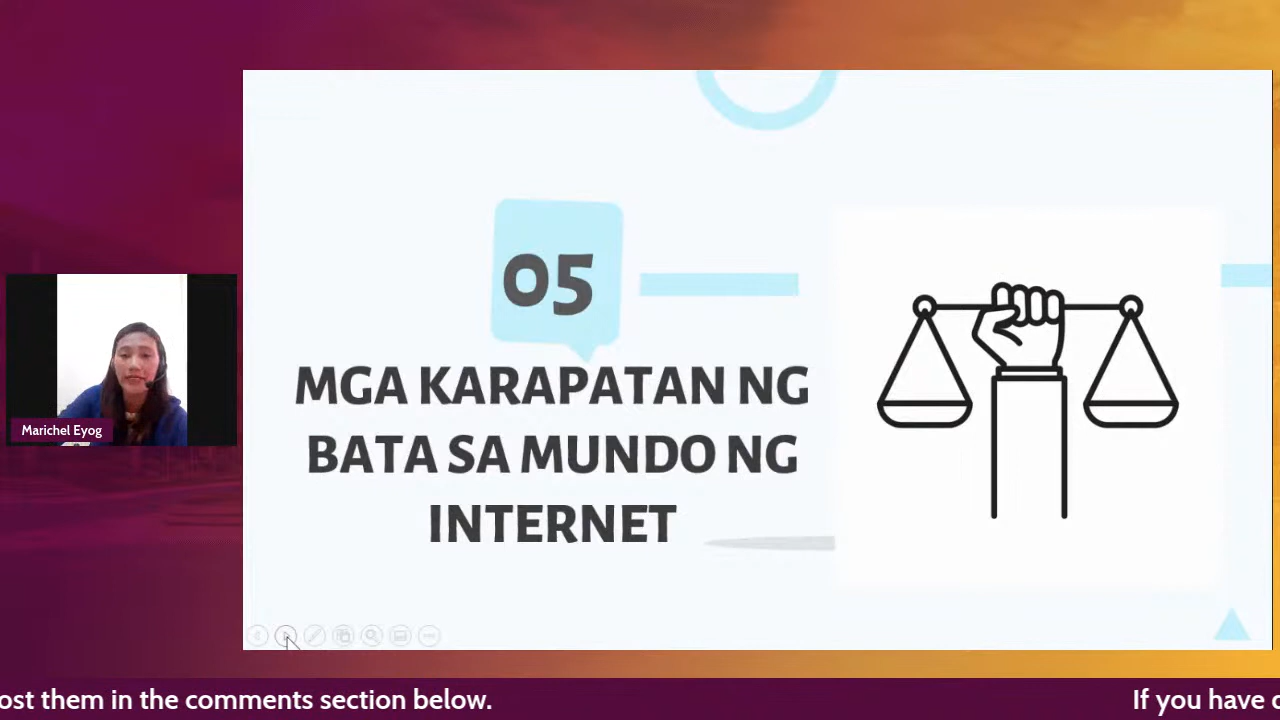 05
MGA KARAPATAN NG
BATA SA MUNDO NG
INTERNET
Marichel Eyog
ost them in the comments section below.
If you have